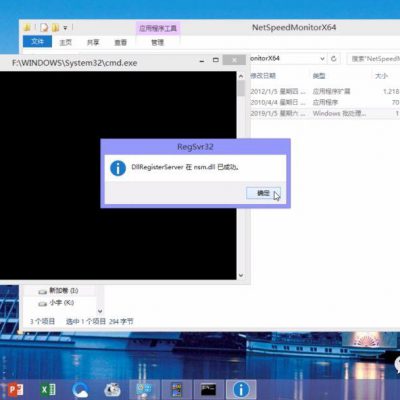 应用程序工具
NetSpeedMonitorX64
文件
主页
共享
查看
管理
F:\WINDOWS\System32\cmd.exe
onitorX64
搜索"NetSpeedM
修改日期
类型
大小
2012/1/5 星期四 ...
应用程序扩展
1,218
2010/4/4 星期日 ...
应用程序
70
2019/1/5 星期六 ...
Windows 批处理...
1
RegSvr32
DllRegisterServer 在 nsm.dll 已成功。
确定
新加卷 (I:)
小宇 (K:)
3 个项目
选中 1 个项目 294 字节